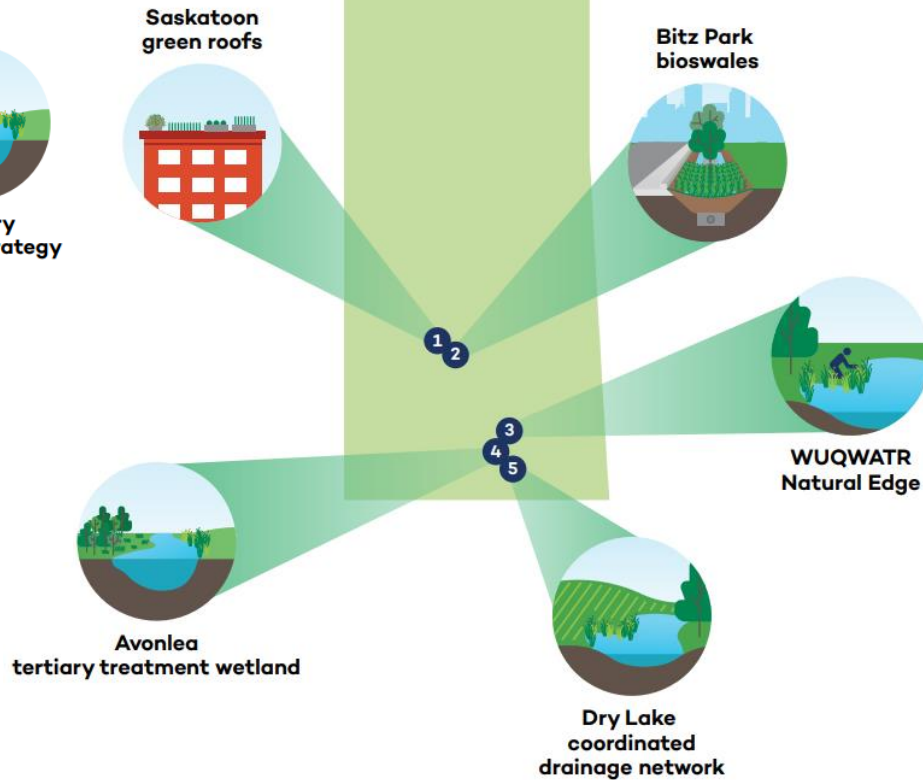 Saskatoon
green roofs
Bitz Park
bioswales
1
2
3
4
5
WUQWATR
Natural Edge
Avonlea
tertiary treatment wetland
Dry Lake
coordinated
drainage network